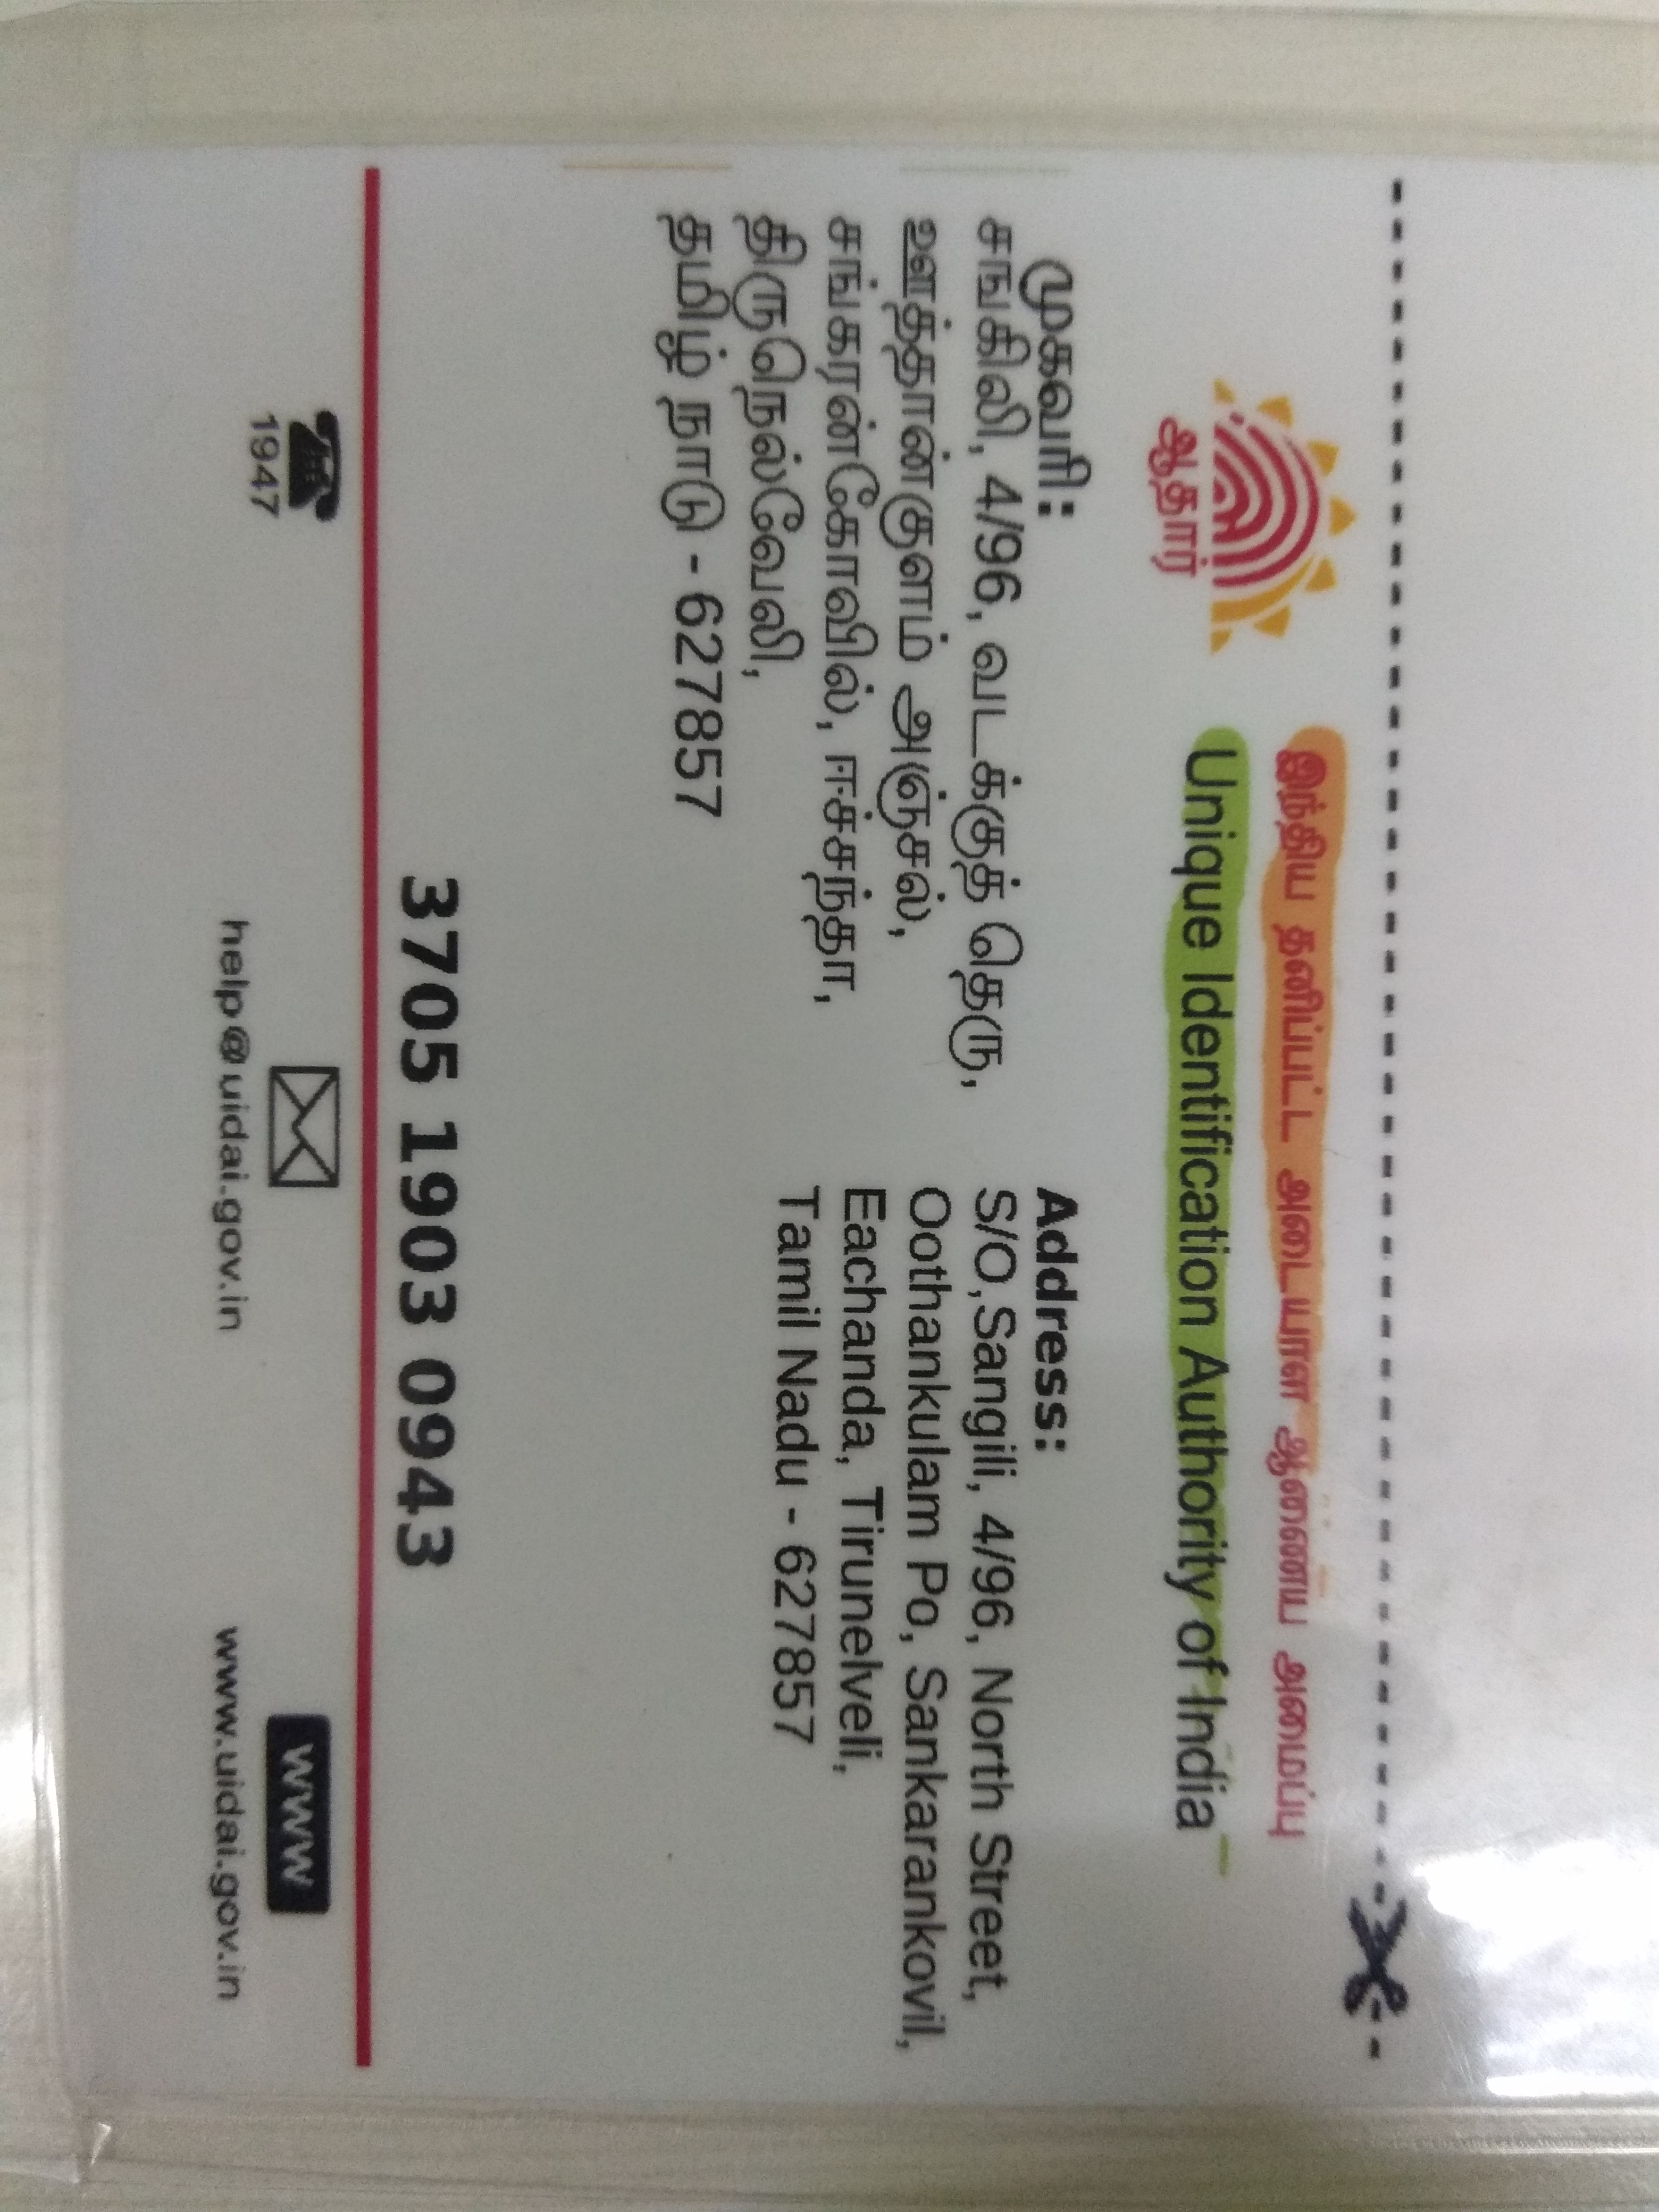 இந்திய தனிப்பட்ட அடையாள ஆணைய அமைப்பு
Unique Identification Authority of India
ஆதார்
முகவரி:
சங்கிலி, 4/96, வடக்குத் தெரு,
ஊத்தான்குளம் அஞ்சல்,
சங்கரன்கோவில், ஈச்சந்தா,
திருநெல்வேலி,
தமிழ் நாடு - 627857
Address:
S/O,Sangili, 4/96, North Street,
Oothankulam Po, Sankarankovil,
Eachanda, Tirunelveli,
Tamil Nadu - 627857
3705 1903 0943
1947
help@uidai.gov.in
www
www.uidai.gov.in